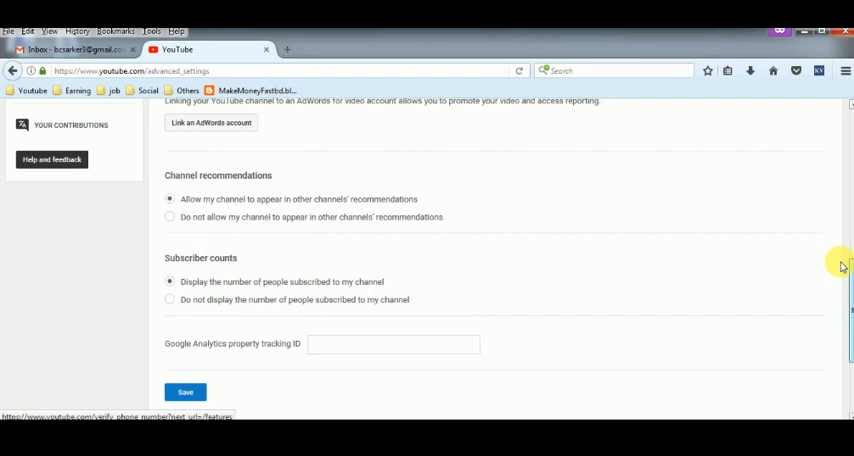 File Edit View History Bookmarks Tools Help
Inbox - bcsarker3@gmail.co... YouTube
https://www.youtube.com/advanced_settings
Search
Youtube Earning job Social Others MakeMoneyFastbd.bl...
Linking your YouTube channel to an AdWords for video account allows you to promote your video and access reporting.
YOUR CONTRIBUTIONS
Link an AdWords account
Help and feedback
Channel recommendations
Allow my channel to appear in other channels' recommendations
Do not allow my channel to appear in other channels' recommendations
Subscriber counts
Display the number of people subscribed to my channel
Do not display the number of people subscribed to my channel
Google Analytics property tracking ID
Save
https://www.youtube.com/verify_phone_number?next_url=/features